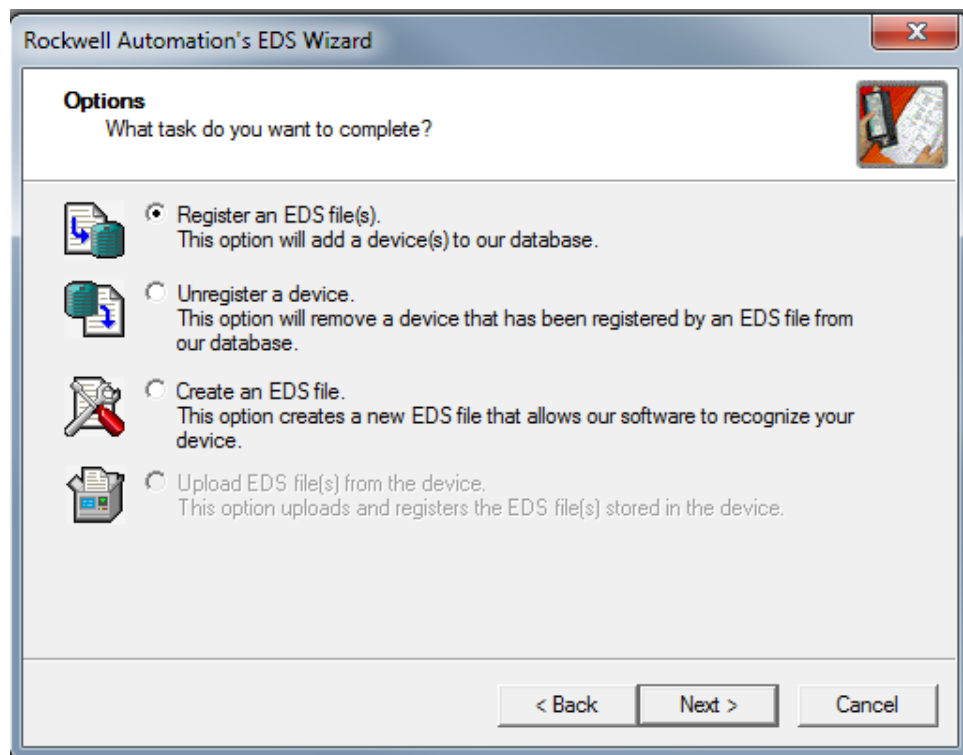 Rockwell Automation's EDS Wizard
Options
What task do you want to complete?
Register an EDS file(s).
This option will add a device(s) to our database.
Unregister a device.
This option will remove a device that has been registered by an EDS file from
our database.
Create an EDS file.
This option creates a new EDS file that allows our software to recognize your
device.
Upload EDS file(s) from the device.
This option uploads and registers the EDS file(s) stored in the device.
< Back
Next >
Cancel